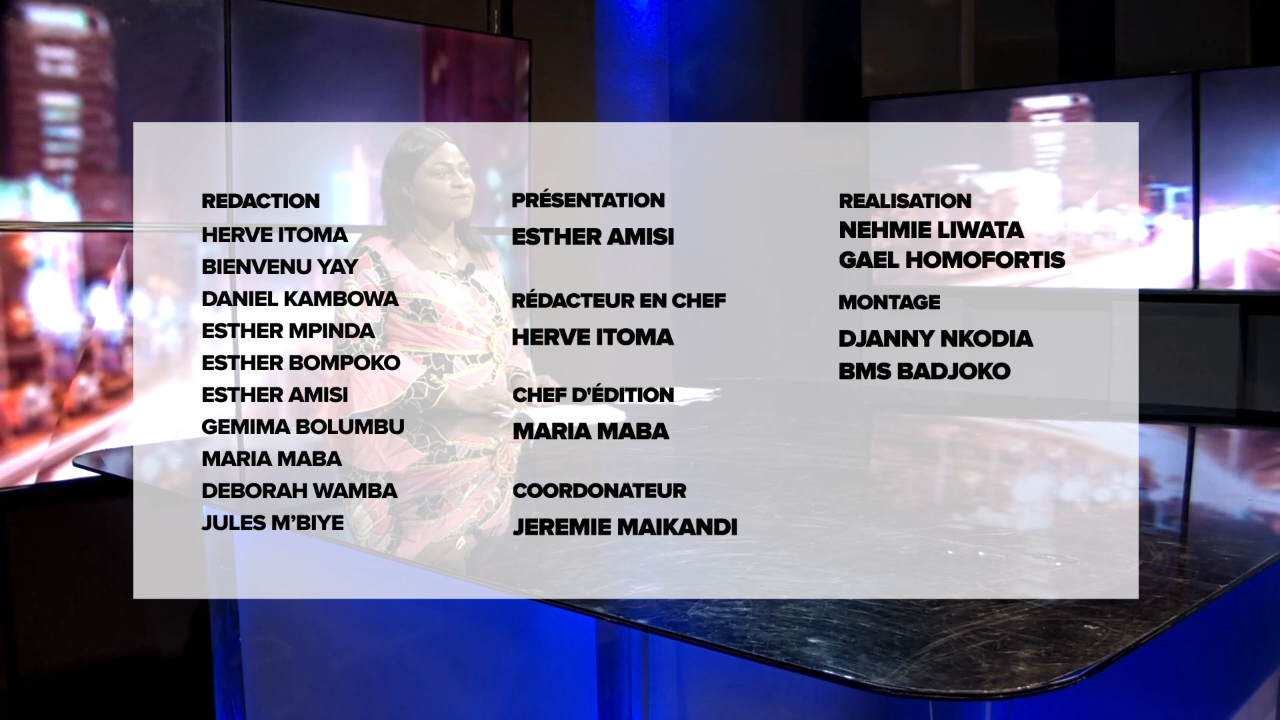 REDACTION
HERVE ITOMA
BIENVENU YAY
DANIEL KAMBOWA
ESTHER MPINDA
ESTHER BOMPOKO
ESTHER AMISI
GEMIMA BOLUMBU
MARIA MABA
DEBORAH WAMBA
JULES M’BIYE
PRÉSENTATION
ESTHER AMISI
RÉDACTEUR EN CHEF
HERVE ITOMA
CHEF D'ÉDITION
MARIA MABA
COORDONATEUR
JEREMIE MAIKANDI
REALISATION
NEHMIE LIWATA
GAEL HOMOFORTIS
MONTAGE
DJANNY NKODIA
BMS BADJOKO